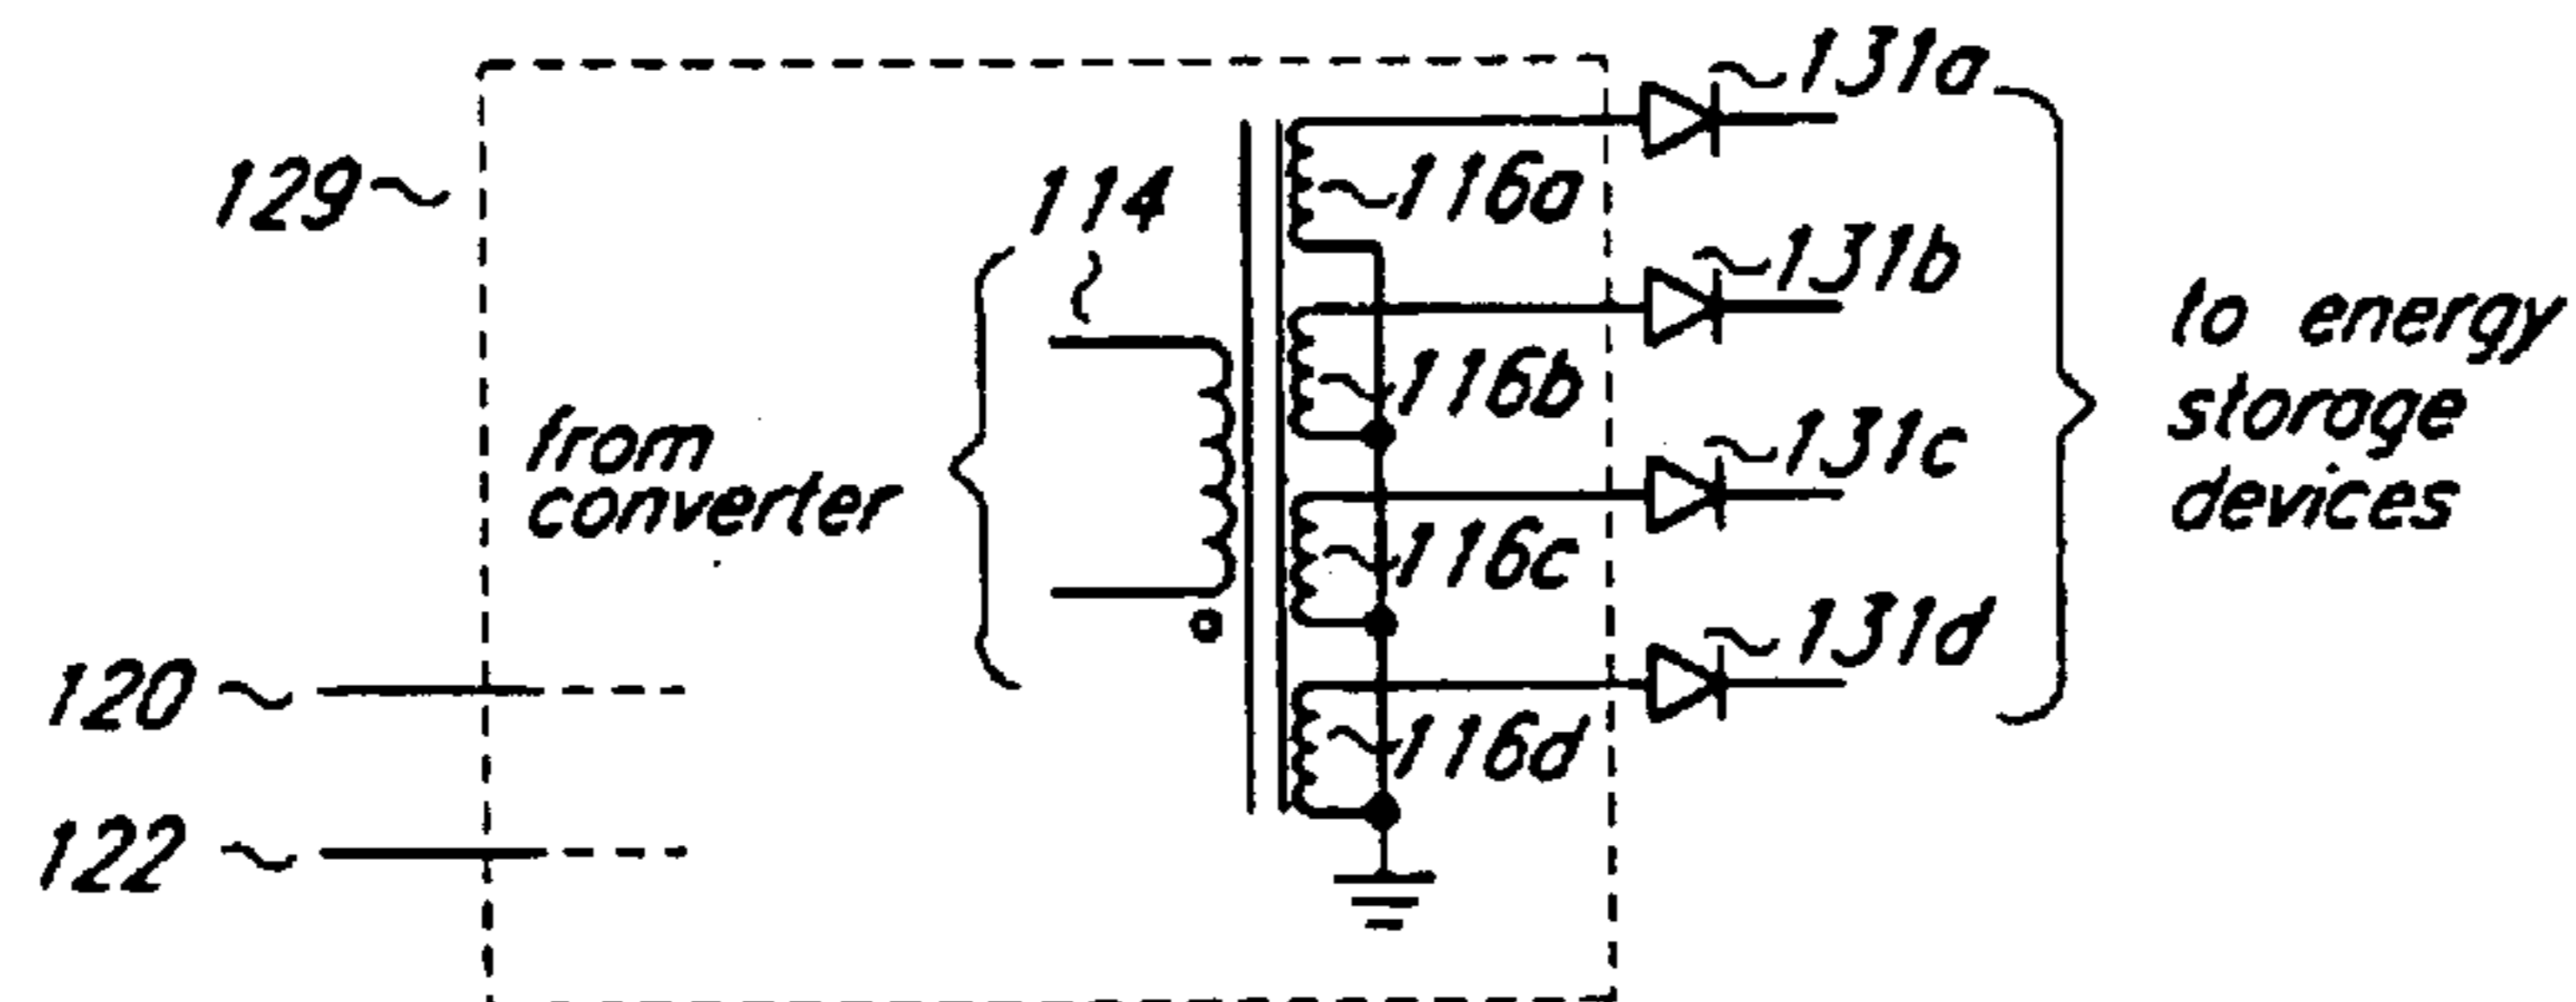 131a
129
114
116a
131b
to energy
storage
devices
from
converter
116b
131c
116c
131d
120
116d
122